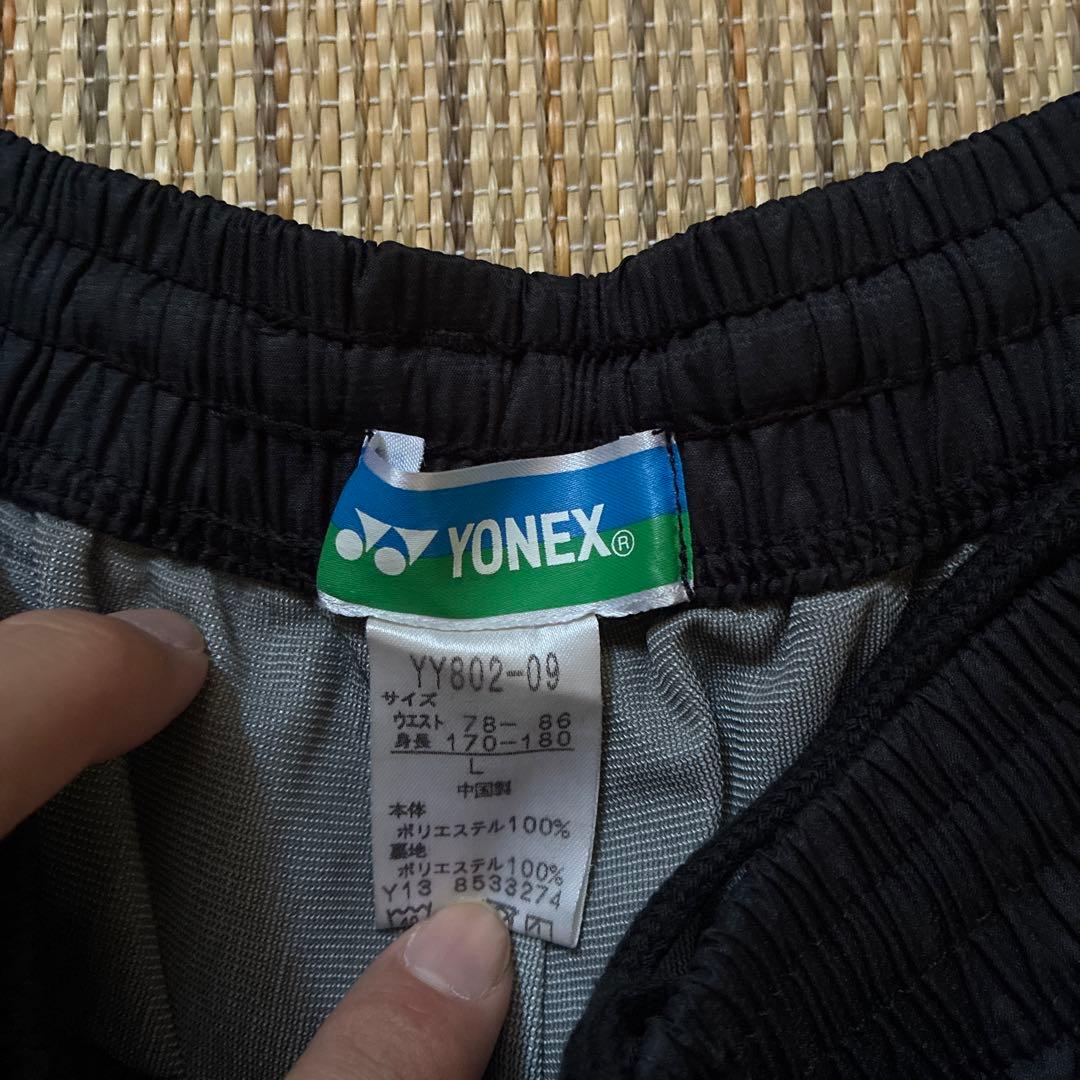 YONEX®
YY802-09
サイズ
ウエスト 78- 86
身長 170-180
L
中国製
本体
ポリエステル100%
裏地
ポリエステル100%
Y13 8533274
40